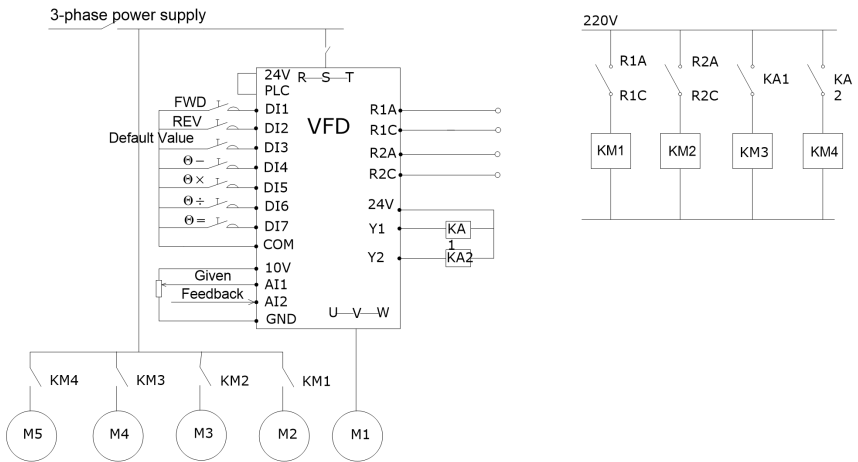 3-phase power supply
24V R S T
PLC
FWD DI1
REV DI2
Default Value DI3
Θ− DI4
Θ× DI5
Θ÷ DI6
Θ= DI7
COM
10V
Given AI1
Feedback AI2
GND
VFD
R1A
R1C
R2A
R2C
24V
Y1 KA
1
Y2 KA2
U V W
KM4 KM3 KM2 KM1
M5 M4 M3 M2 M1
220V
R1A R2A KA1 KA
2
R1C R2C
KM1 KM2 KM3 KM4